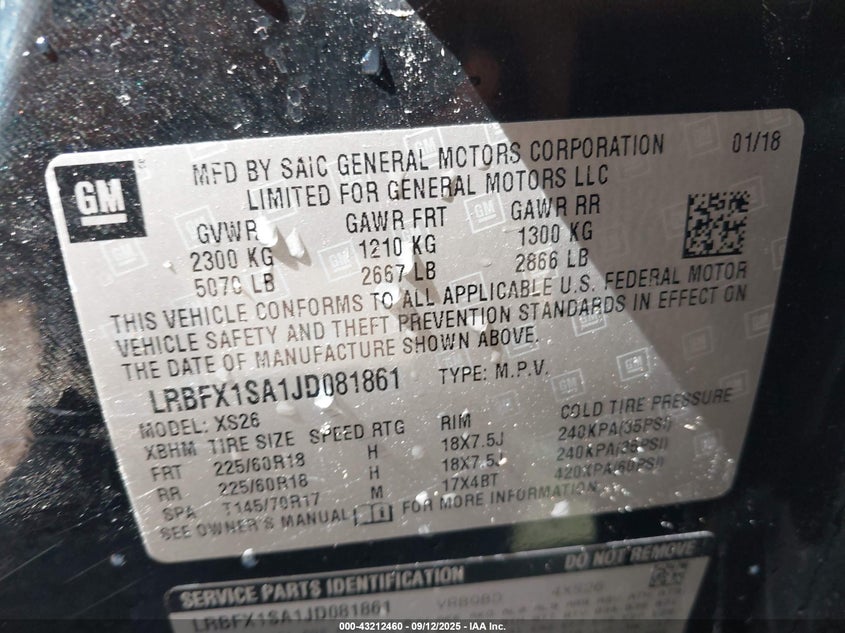 GM
MFD BY SAIC GENERAL MOTORS CORPORATION 01/18
LIMITED FOR GENERAL MOTORS LLC
GVWR GAWR FRT GAWR RR
2300 KG 1210 KG 1300 KG
5070 LB 2667 LB 2866 LB
THIS VEHICLE CONFORMS TO ALL APPLICABLE U.S. FEDERAL MOTOR
VEHICLE SAFETY AND THEFT PREVENTION STANDARDS IN EFFECT ON
THE DATE OF MANUFACTURE SHOWN ABOVE.
LRBFX1SA1JD081861 TYPE: M.P.V.
MODEL: XS26
XBHM TIRE SIZE SPEED RTG RIM COLD TIRE PRESSURE
FRT 225/60R18 H 18X7.5J 240KPA(35PSI)
RR 225/60R18 H 18X7.5J 240KPA(35PSI)
SPA T145/70R17 M 17X4BT 420KPA(60PSI)
SEE OWNER'S MANUAL FOR MORE INFORMATION
SERVICE PARTS IDENTIFICATION DO NOT REMOVE
LRBFX1SA1JD081861 4XS26
000-43212460 - 09/12/2025 - IAA Inc.